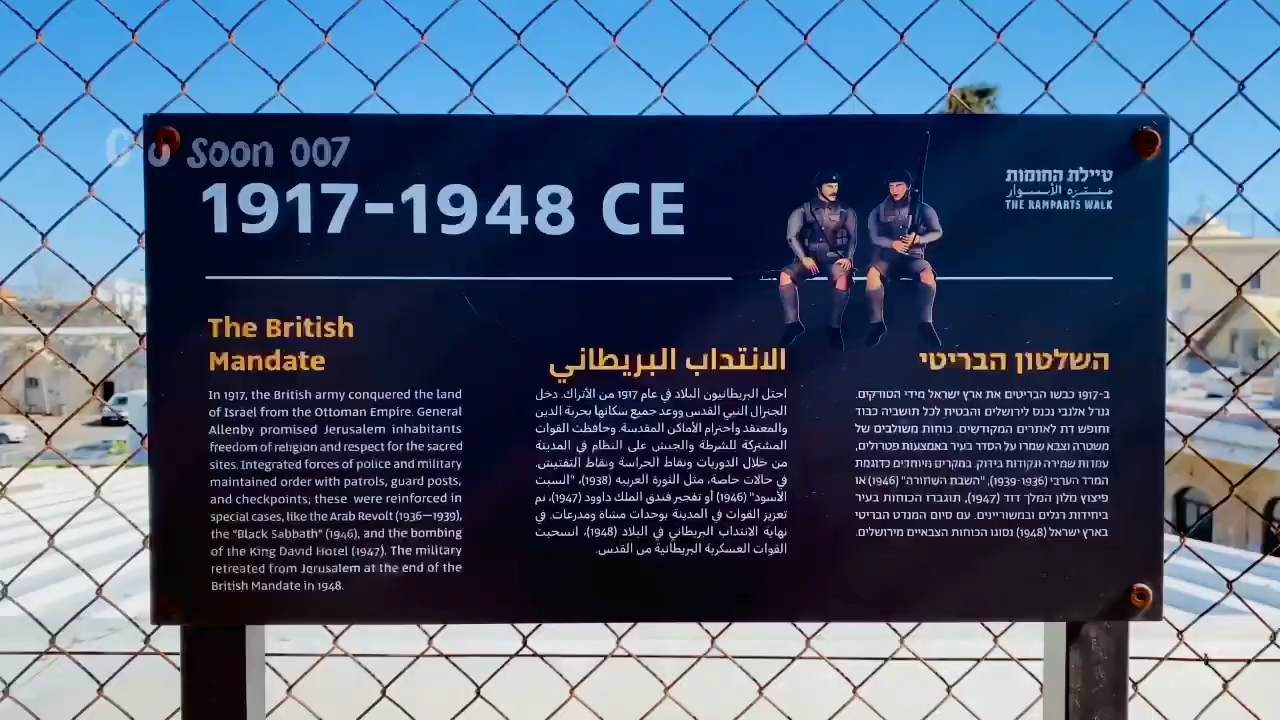 Soon 007
1917-1948 CE
טיילת החומות
منتزه الأسوار
THE RAMPARTS WALK
The British
Mandate
In 1917, the British army conquered the land
of Israel from the Ottoman Empire. General
Allenby promised Jerusalem inhabitants
freedom of religion and respect for the sacred
sites. Integrated forces of police and military
maintained order with patrols, guard posts,
and checkpoints; these were reinforced in
special cases, like the Arab Revolt (1936—1939),
the "Black Sabbath" (1946), and the bombing
of the King David Hotel (1947). The military
retreated from Jerusalem at the end of the
British Mandate in 1948.
الانتداب البريطاني
احتل البريطانيون البلاد في عام 1917 من الأتراك. دخل
الجنرال النبي القدس ووعد جميع سكانها بحرية الدين
والمعتقد واحترام الأماكن المقدسة. وحافظت القوات
المشتركة للشرطة والجيش على النظام في المدينة
من خلال الدوريات ونقاط الحراسة ونقاط التفتيش.
في حالات خاصة، مثل الثورة العربية (1938)، "السبت
الأسود" (1946) أو تفجير فندق الملك داوود (1947)، تم
تعزيز القوات في المدينة بوحدات مشاة ومدرعات. في
نهاية الانتداب البريطاني في البلاد (1948)، انسحبت
القوات العسكرية البريطانية من القدس.
השלטון הבריטי
ב-1917 כבשו הבריטים את ארץ ישראל מידי הטורקים.
גנרל אלנבי נכנס לירושלים והבטיח לכל תושביה כבוד
וחופש דת לאתרים המקודשים. כוחות משולבים של
משטרה וצבא שמרו על הסדר בעיר באמצעות פטרולים,
עמדות שמירה ונקודות בידוק. במקרים מיוחדים כדוגמת
המרד הערבי (1936-1939), "השבת השחורה" (1946) או
פיצוץ מלון המלך דוד (1947), תוגברו הכוחות בעיר
ביחידות רגלים ובמשוריינים. עם סיום המנדט הבריטי
בארץ ישראל (1948) נסוגו הכוחות הצבאיים מירושלים.